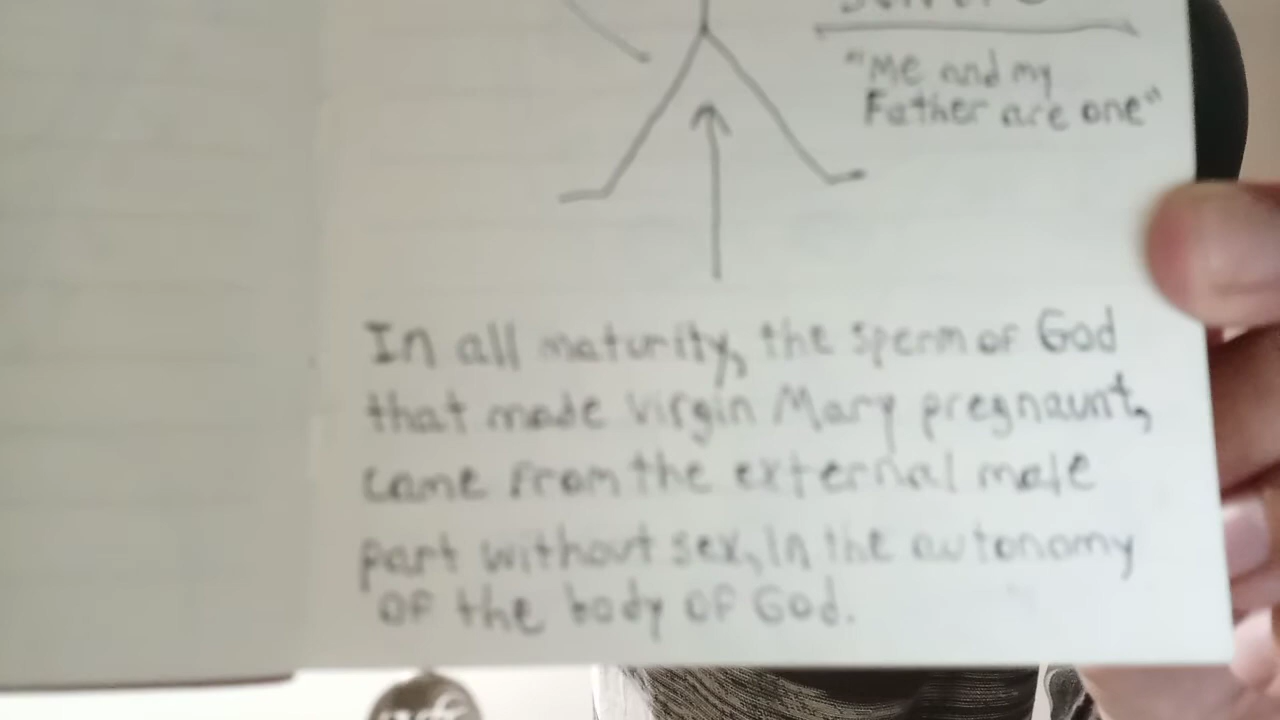 "Me and my
Father are one"
In all maturity, the sperm of God
that made virgin Mary pregnaunt,
came from the external male
part without sex, in the autonomy
of the body of God.